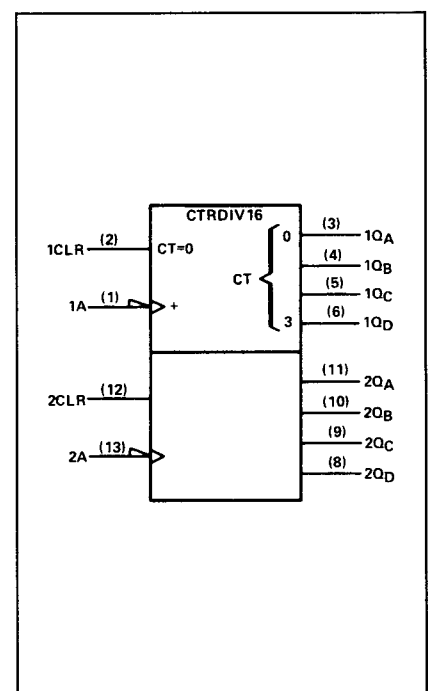 CTRDIV16
1CLR (2) CT=0
1A (1) +
CT 0 3
(3) 1QA
(4) 1QB
(5) 1QC
(6) 1QD
2CLR (12)
2A (13)
(11) 2QA
(10) 2QB
(9) 2QC
(8) 2QD